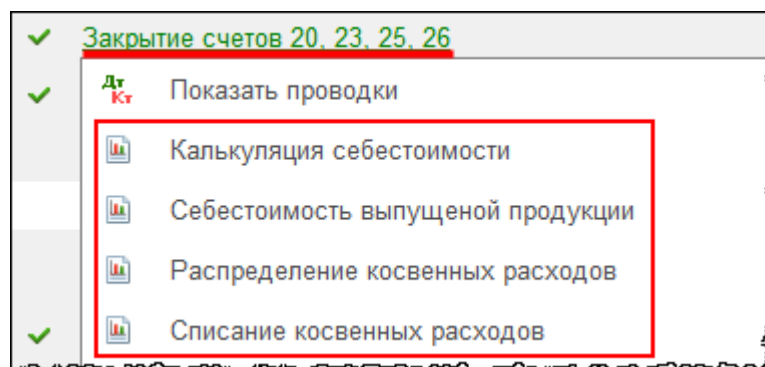 Закрытие счетов 20, 23, 25, 26
Дт
Кт
Показать проводки
Калькуляция себестоимости
Себестоимость выпущеной продукции
Распределение косвенных расходов
Списание косвенных расходов